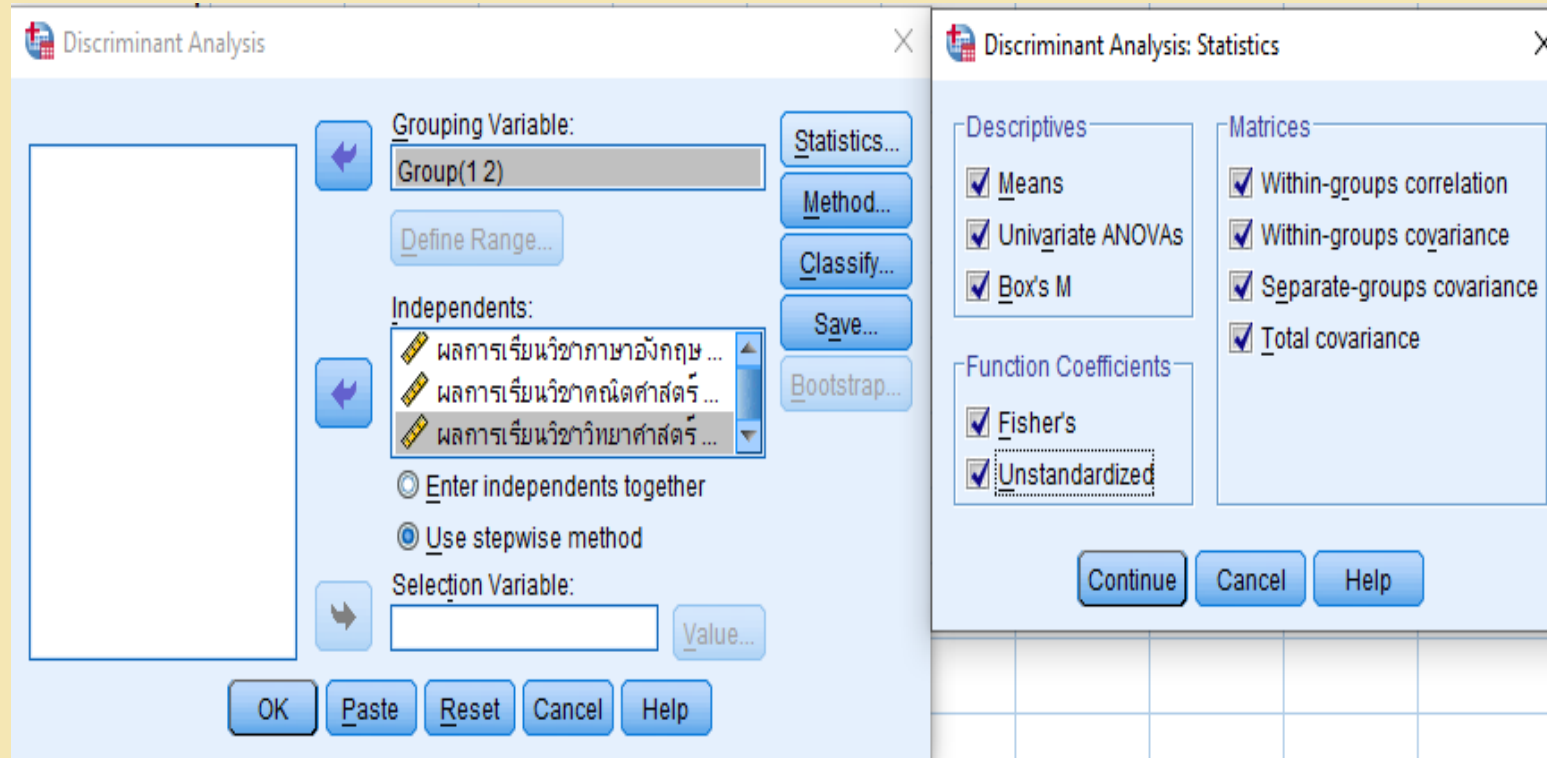 Discriminant Analysis
Grouping Variable:
Group(1 2)
Define Range...
Independents:
ผลการเรียนวิชาภาษาอังกฤษ ...
ผลการเรียนวิชาคณิตศาสตร์ ...
ผลการเรียนวิชาวิทยาศาสตร์ ...
Enter independents together
Use stepwise method
Selection Variable:
Value...
Statistics...
Method...
Classify...
Save...
Bootstrap...
OK
Paste
Reset
Cancel
Help
Discriminant Analysis: Statistics
Descriptives
Means
Univariate ANOVAs
Box's M
Function Coefficients
Fisher's
Unstandardized
Matrices
Within-groups correlation
Within-groups covariance
Separate-groups covariance
Total covariance
Continue
Cancel
Help